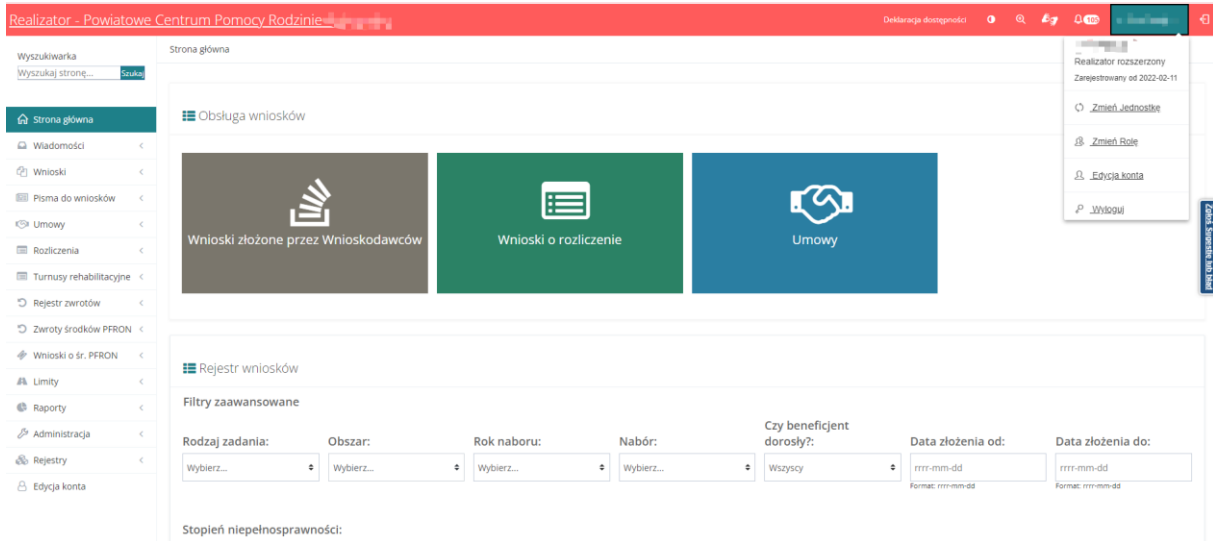 Realizator - Powiatowe Centrum Pomocy Rodzinie
Deklaracja dostępności
105
Wyszukiwarka
Wyszukaj stronę...
Szukaj
Strona główna
Wiadomości
Wnioski
Pisma do wniosków
Umowy
Rozliczenia
Turnusy rehabilitacyjne
Rejestr zwrotów
Zwroty środków PFRON
Wnioski o śr. PFRON
Limity
Raporty
Administracja
Rejestry
Edycja konta
Strona główna
Realizator rozszerzony
Zarejestrowany od 2022-02-11
Zmień Jednostkę
Zmień Rolę
Edycja konta
Wyloguj
Zgłoś Sugestię lub błąd
Obsługa wniosków
Wnioski złożone przez Wnioskodawców
Wnioski o rozliczenie
Umowy
Rejestr wniosków
Filtry zaawansowane
Rodzaj zadania:
Wybierz...
Obszar:
Wybierz...
Rok naboru:
Wybierz...
Nabór:
Wybierz...
Czy beneficjent
dorosły?:
Wszyscy
Data złożenia od:
rrrr-mm-dd
Format: rrrr-mm-dd
Data złożenia do:
rrrr-mm-dd
Format: rrrr-mm-dd
Stopień niepełnosprawności: